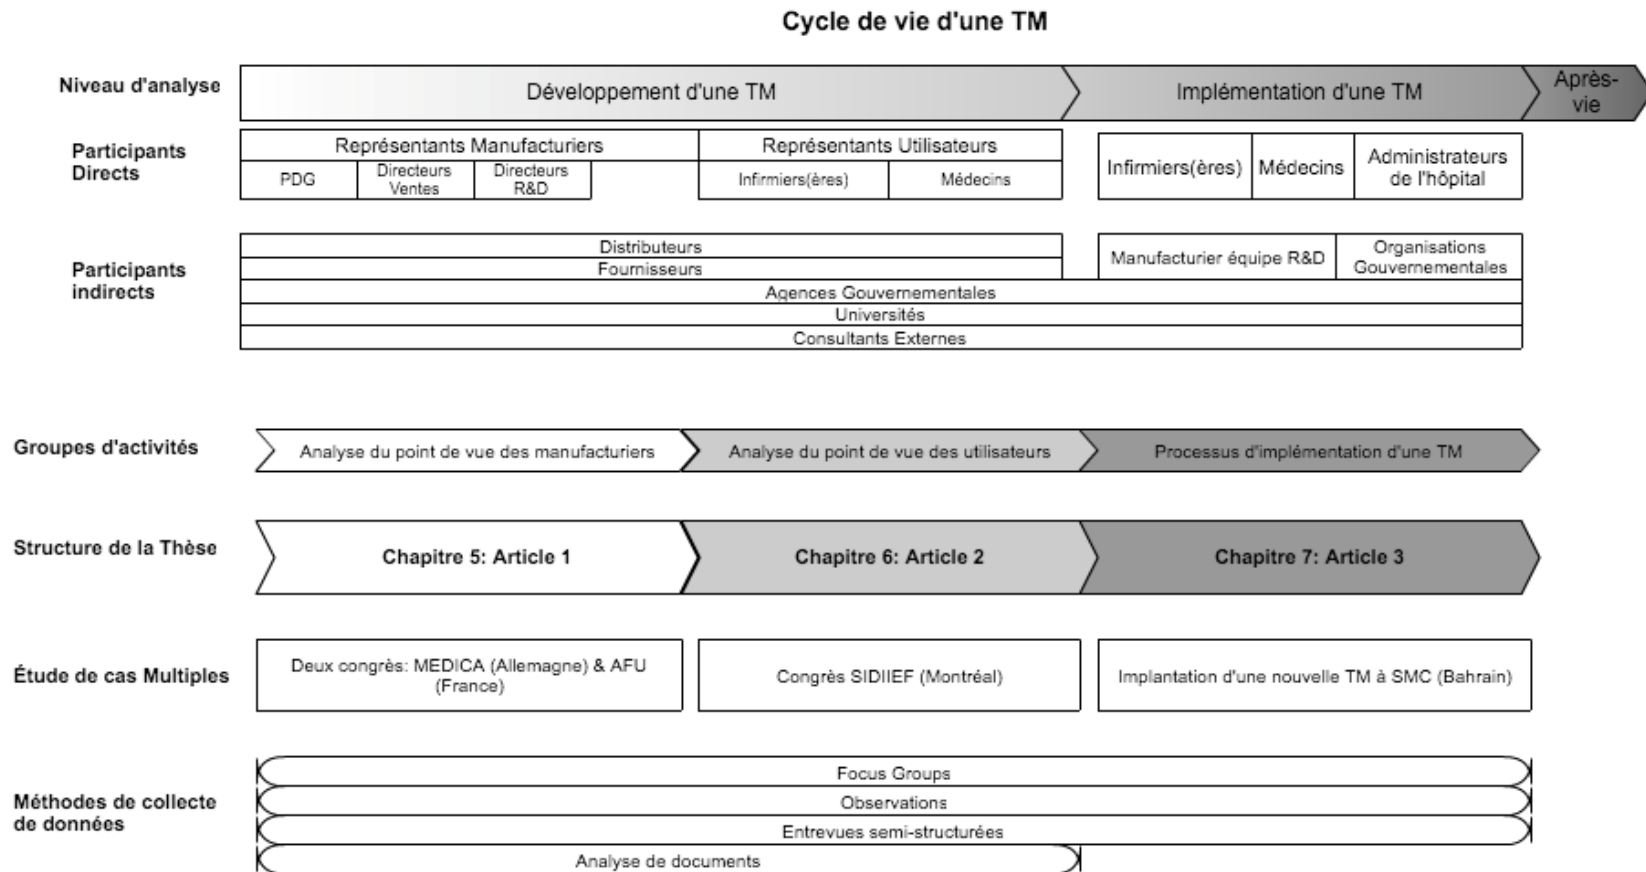 Cycle de vie d'une TM
Niveau d'analyse
Développement d'une TM
Implémentation d'une TM
Après-
vie
Participants
Directs
Représentants Manufacturiers
Représentants Utilisateurs
PDG
Directeurs
Ventes
Directeurs
R&D
Infirmiers(ères)
Médecins
Infirmiers(ères)
Médecins
Administrateurs
de l'hôpital
Participants
indirects
Distributeurs
Fournisseurs
Manufacturier équipe R&D
Organisations
Gouvernementales
Agences Gouvernementales
Universités
Consultants Externes
Groupes d'activités
Analyse du point de vue des manufacturiers
Analyse du point de vue des utilisateurs
Processus d'implémentation d'une TM
Structure de la Thèse
Chapitre 5: Article 1
Chapitre 6: Article 2
Chapitre 7: Article 3
Étude de cas Multiples
Deux congrès: MEDICA (Allemagne) & AFU
(France)
Congrès SIDIIEF (Montréal)
Implantation d'une nouvelle TM à SMC (Bahrain)
Méthodes de collecte
de données
Focus Groups
Observations
Entrevues semi-structurées
Analyse de documents